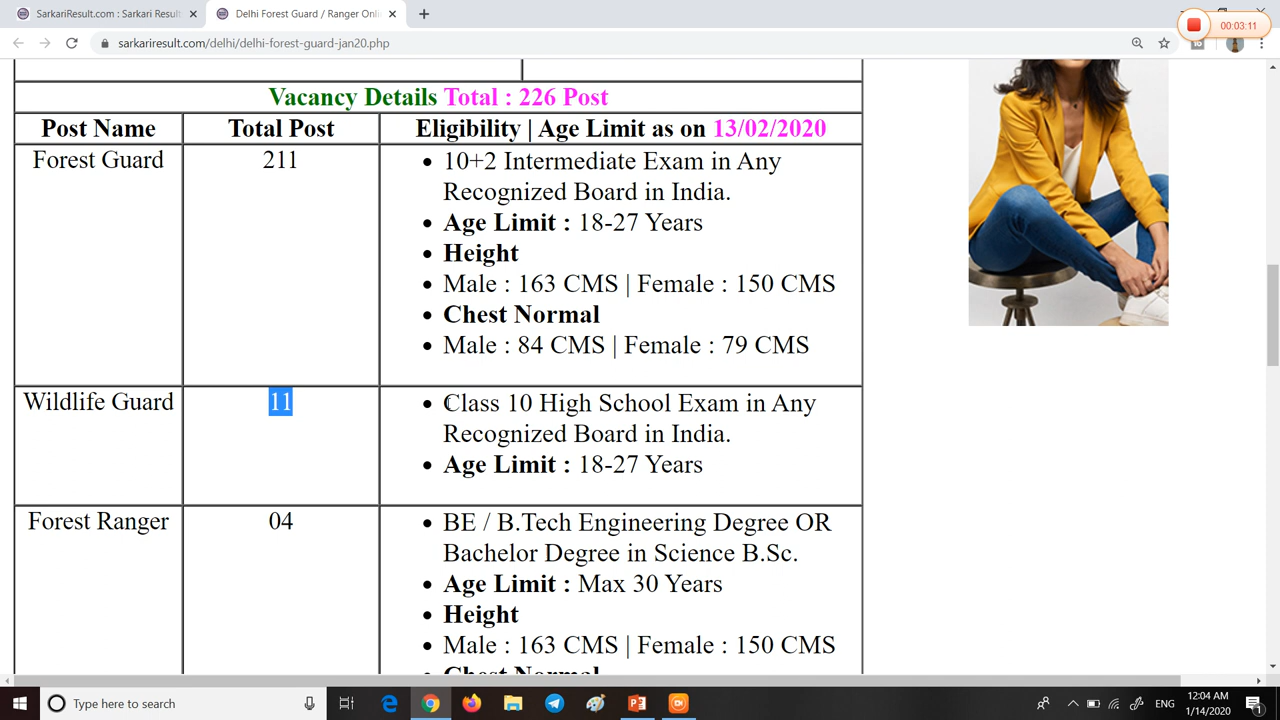 SarkariResult.com : Sarkari Result
Delhi Forest Guard / Ranger Onli
00:03:11
sarkariresult.com/delhi/delhi-forest-guard-jan20.php
Vacancy Details Total : 226 Post
Post Name Total Post Eligibility | Age Limit as on 13/02/2020
Forest Guard 211
• 10+2 Intermediate Exam in Any
Recognized Board in India.
• Age Limit : 18-27 Years
• Height
• Male : 163 CMS | Female : 150 CMS
• Chest Normal
• Male : 84 CMS | Female : 79 CMS
Wildlife Guard 11
• Class 10 High School Exam in Any
Recognized Board in India.
• Age Limit : 18-27 Years
Forest Ranger 04
• BE / B.Tech Engineering Degree OR
Bachelor Degree in Science B.Sc.
• Age Limit : Max 30 Years
• Height
• Male : 163 CMS | Female : 150 CMS
Chest Normal
Type here to search
ENG
12:04 AM
1/14/2020